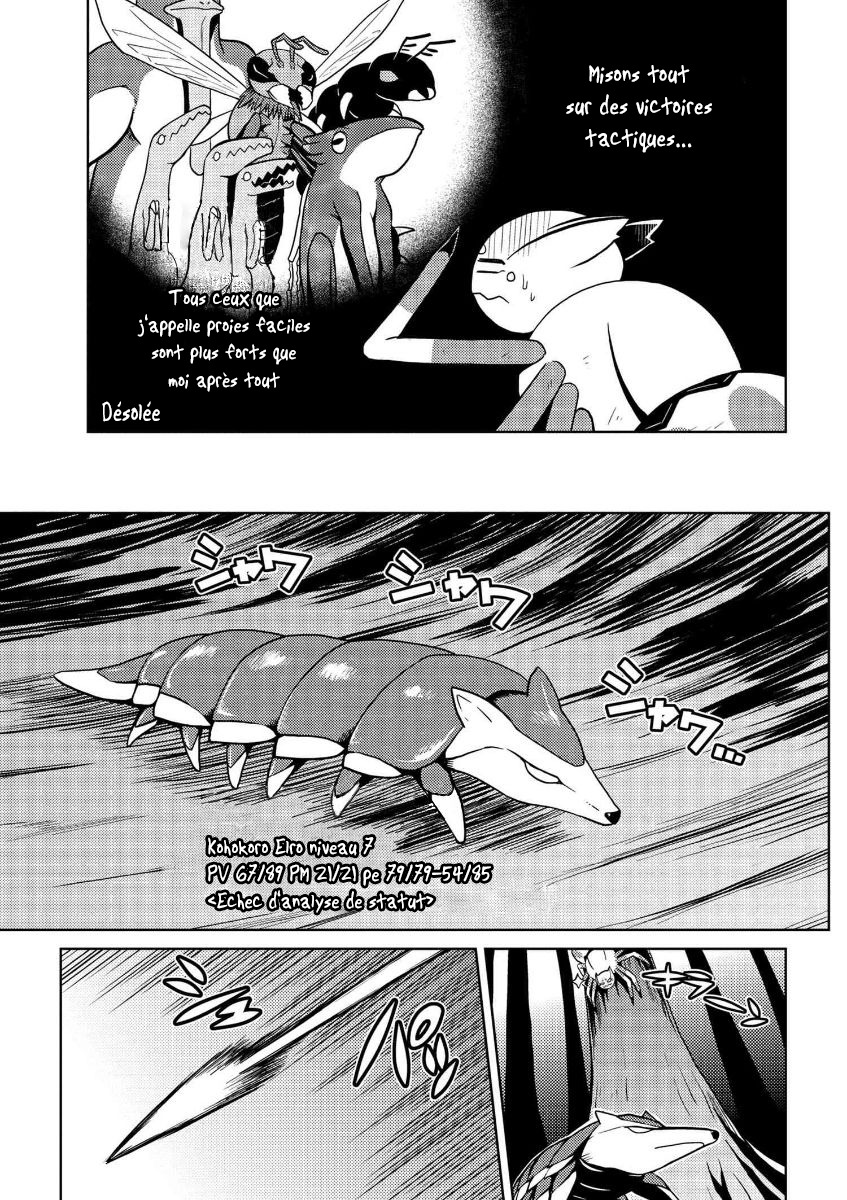 Misons tout
sur des victoires
tactiques...
Tous ceux que
j'appelle proies faciles
sont plus forts que
moi après tout
Désolée
シャワ
シャワ
シャワ...
Kohokoro Elro niveau 7
PV 67/89 PM 21/21 pe 79/79-54/85
<Echec d'analyse de statut>